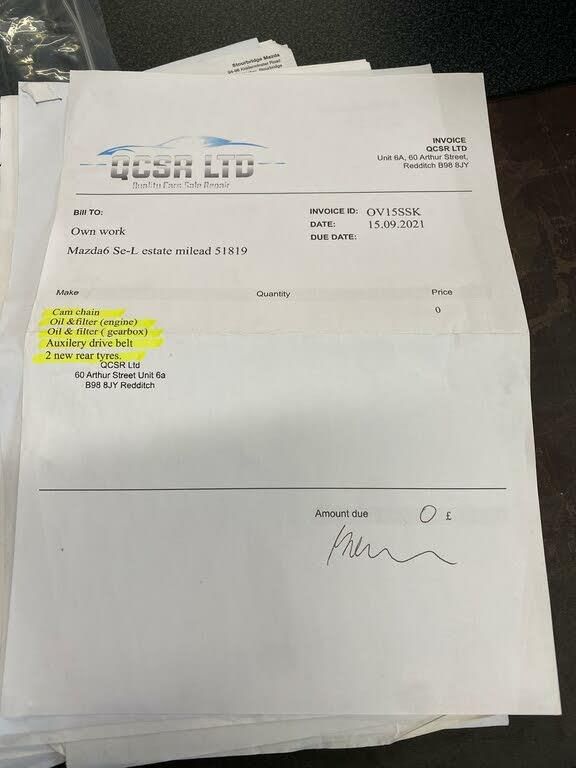 Stourbridge Mazda
INVOICE
QCSR LTD
Unit 6A, 60 Arthur Street,
Redditch B98 8JY
QCSR LTD
Quality Cars Sale Repair
Bill TO:
Own work
Mazda6 Se-L estate milead 51819
INVOICE ID: OV15SSK
DATE: 15.09.2021
DUE DATE:
Make Quantity Price
Cam chain 0
Oil &filter (engine)
Oil & filter ( gearbox)
Auxilery drive belt
2 new rear tyres.
QCSR Ltd
60 Arthur Street Unit 6a
B98 8JY Redditch
Amount due 0 £